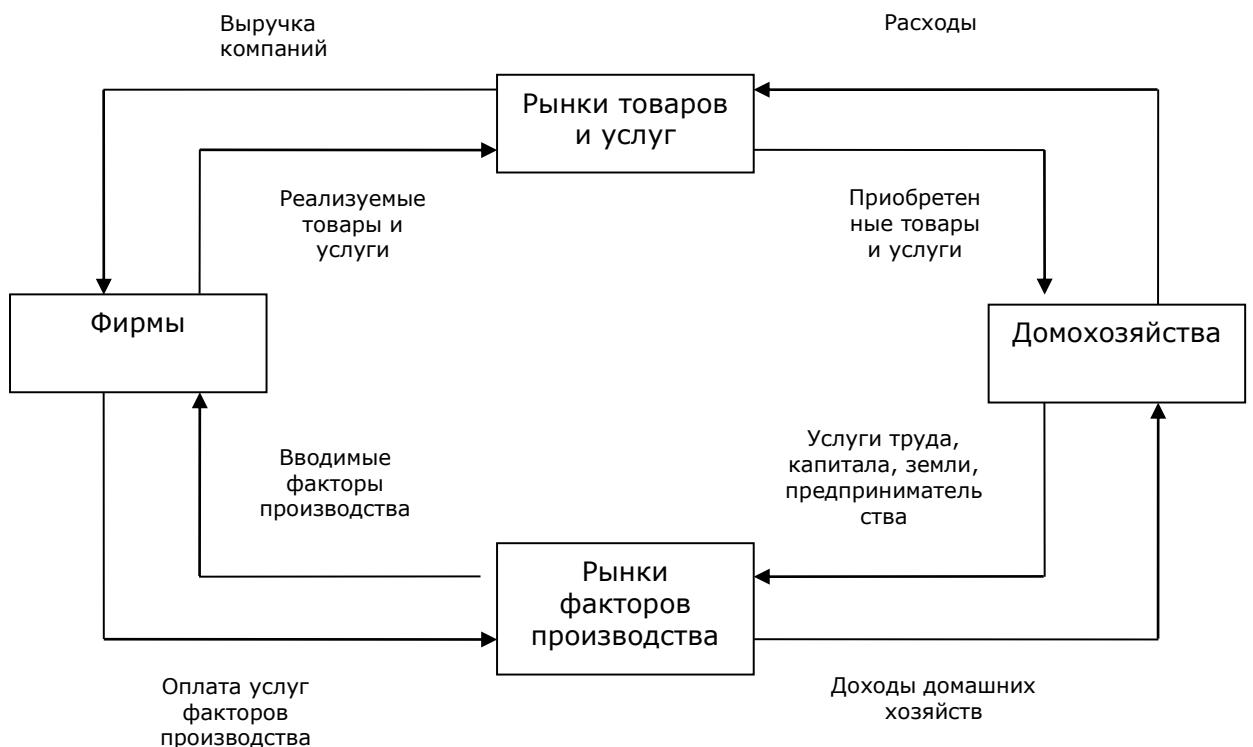 Выручка
компаний
Расходы
Рынки товаров
и услуг
Реализуемые
товары и
услуги
Приобретен
ные товары
и услуги
Фирмы
Домохозяйства
Вводимые
факторы
производства
Услуги труда,
капитала, земли,
предприниматель
ства
Рынки
факторов
производства
Оплата услуг
факторов
производства
Доходы домашних
хозяйств